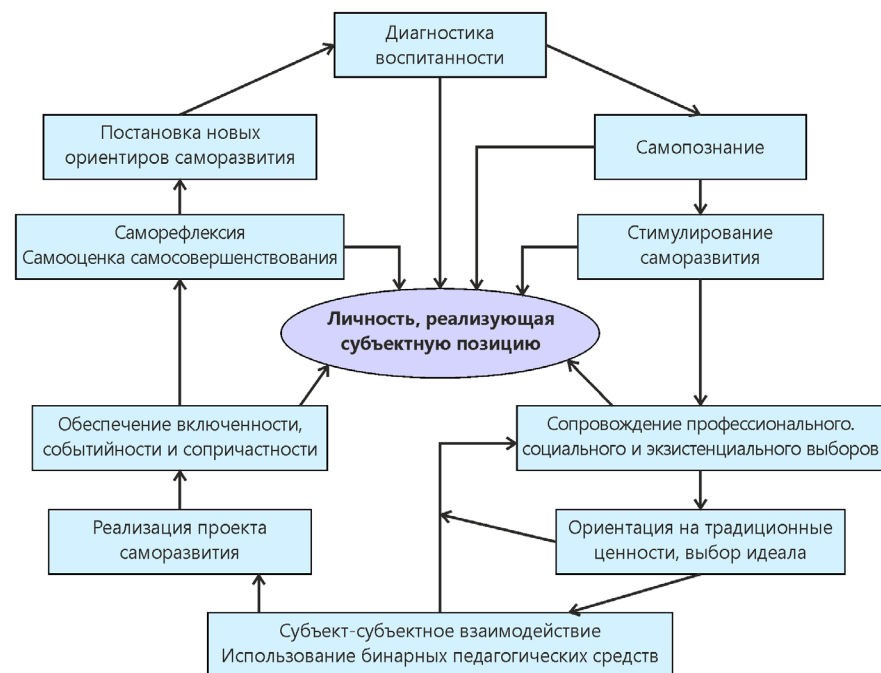 Диагностика
воспитанности
Постановка новых
ориентиров саморазвития
Самопознание
Саморефлексия
Самооценка самосовершенствования
Стимулирование
саморазвития
Личность, реализующая
субъектную позицию
Обеспечение включенности,
событийности и сопричастности
Сопровождение профессионального.
социального и экзистенциального выборов
Реализация проекта
саморазвития
Ориентация на традиционные
ценности, выбор идеала
Субъект-субъектное взаимодействие
Использование бинарных педагогических средств